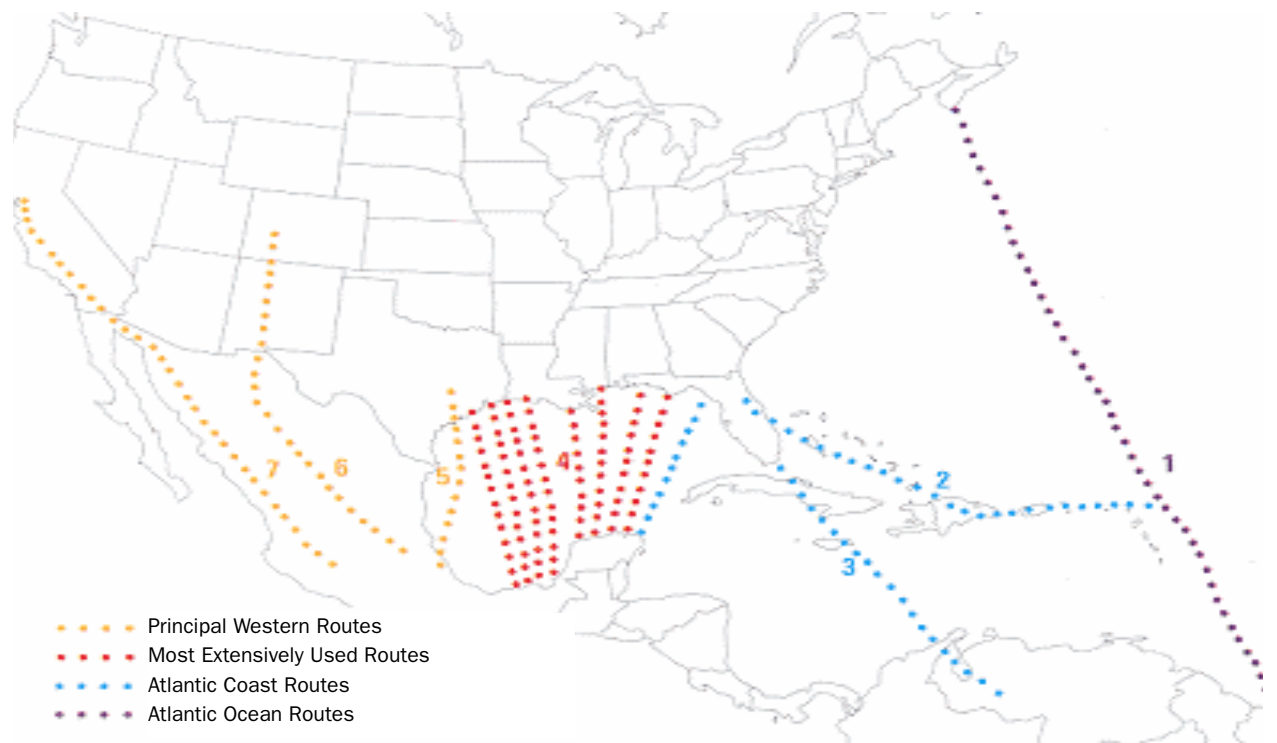 1
2
3
4
5
6
7
Principal Western Routes
Most Extensively Used Routes
Atlantic Coast Routes
Atlantic Ocean Routes